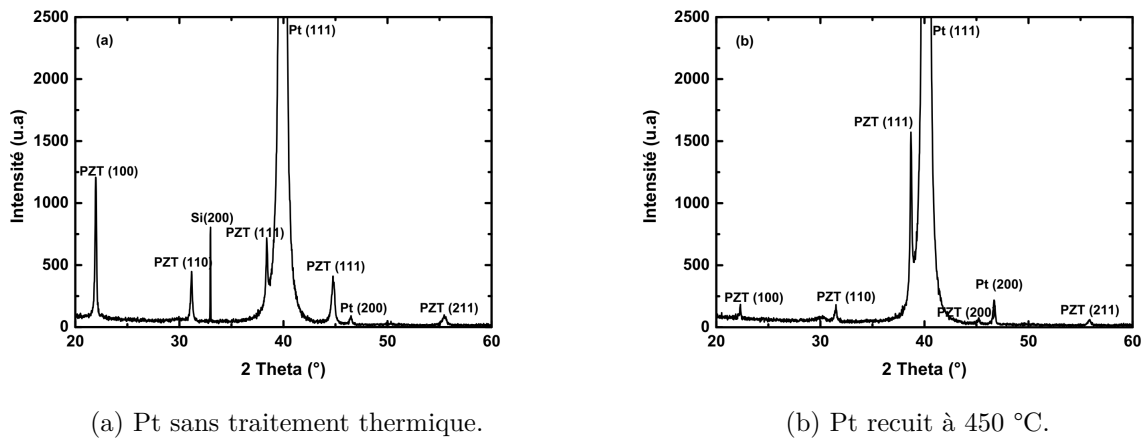 (a)
Pt (111)
PZT (100)
Si(200)
PZT (110)
PZT (111)
PZT (111)
Pt (200)
PZT (211)
2500
2000
1500
1000
500
0
Intensité (u.a)
20 30 40 50 60
2 Theta (°)
(a) Pt sans traitement thermique.
(b)
Pt (111)
PZT (111)
PZT (100)
PZT (110)
PZT (200)
Pt (200)
PZT (211)
2500
2000
1500
1000
500
0
Intensité (u.a)
20 30 40 50 60
2 Theta (°)
(b) Pt recuit à 450 °C.